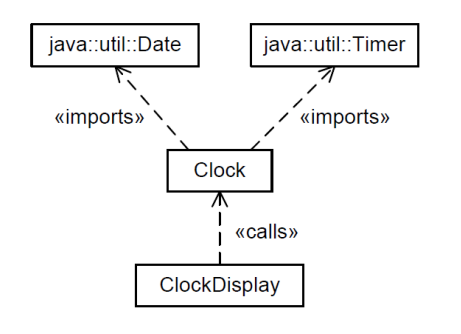 java::util::Date
java::util::Timer
«imports»
«imports»
Clock
«calls»
ClockDisplay